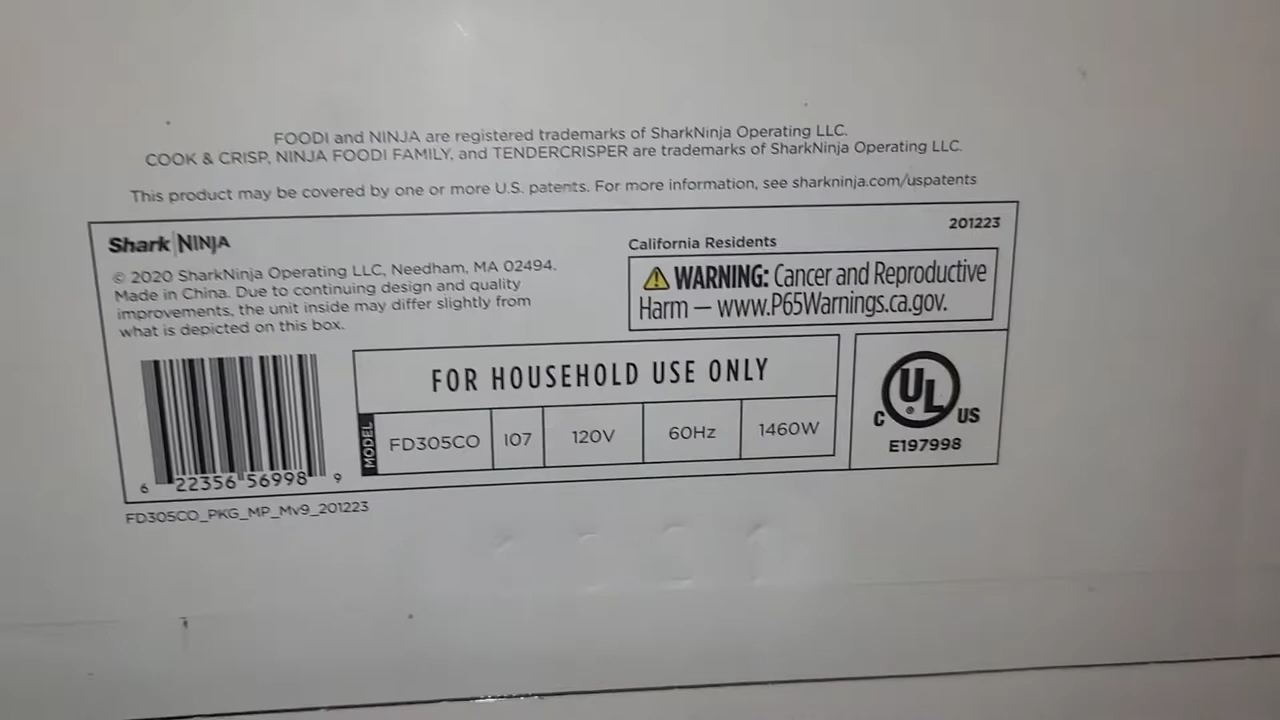 FOODI and NINJA are registered trademarks of SharkNinja Operating LLC.
COOK & CRISP, NINJA FOODI FAMILY, and TENDERCRISPER are trademarks of SharkNinja Operating LLC.
This product may be covered by one or more U.S. patents. For more information, see sharkninja.com/uspatents
201223
Shark|NINJA
© 2020 SharkNinja Operating LLC, Needham, MA 02494.
Made in China. Due to continuing design and quality
improvements, the unit inside may differ slightly from
what is depicted on this box.
California Residents
⚠ WARNING: Cancer and Reproductive
Harm — www.P65Warnings.ca.gov.
FOR HOUSEHOLD USE ONLY
MODEL FD305CO 107 120V 60Hz 1460W
C UL US
E197998
6 22356 56998 9
FD305CO_PKG_MP_Mv9_201223